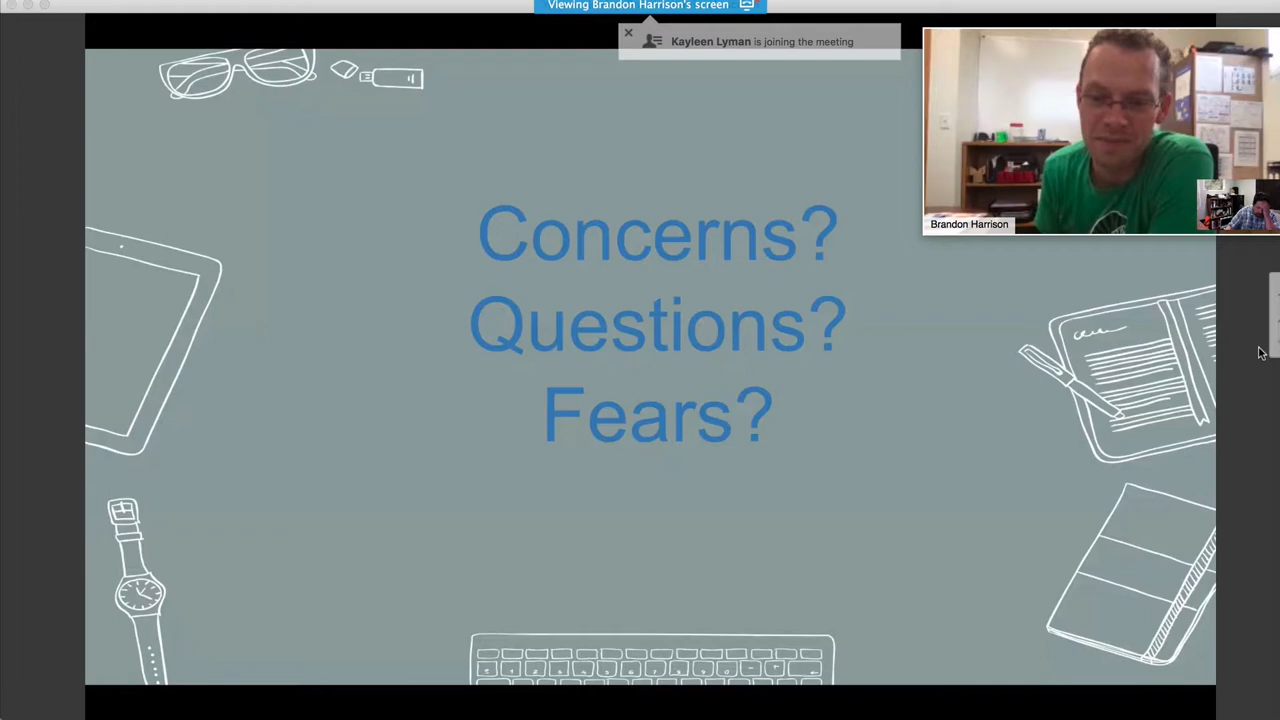 Viewing Brandon Harrison's screen
Kayleen Lyman is joining the meeting
Brandon Harrison
Concerns?
Questions?
Fears?